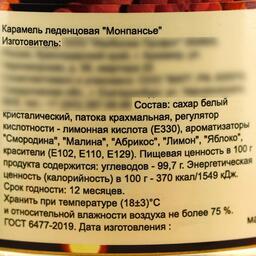 Карамель леденцовая "Монпансье"
Изготовитель:
Состав: сахар белый
кристалический, патока крахмальная, регулятор
кислотности - лимонная кислота (Е330), ароматизаторы
"Смородина", "Малина", "Абрикос", "Лимон", "Яблоко",
красители (Е102, Е110, Е129). Пищевая ценность в 100 г
продукта содержится: углеводов - 99,7 г. Энергетическая
ценность (калорийность) в 100 г - 370 ккал/1549 кДж.
Срок годности: 12 месяцев.
Хранить при температуре (18±3)°С
и относительной влажности воздуха не более 75 %.
ГОСТ 6477-2019. Дата изготовления :